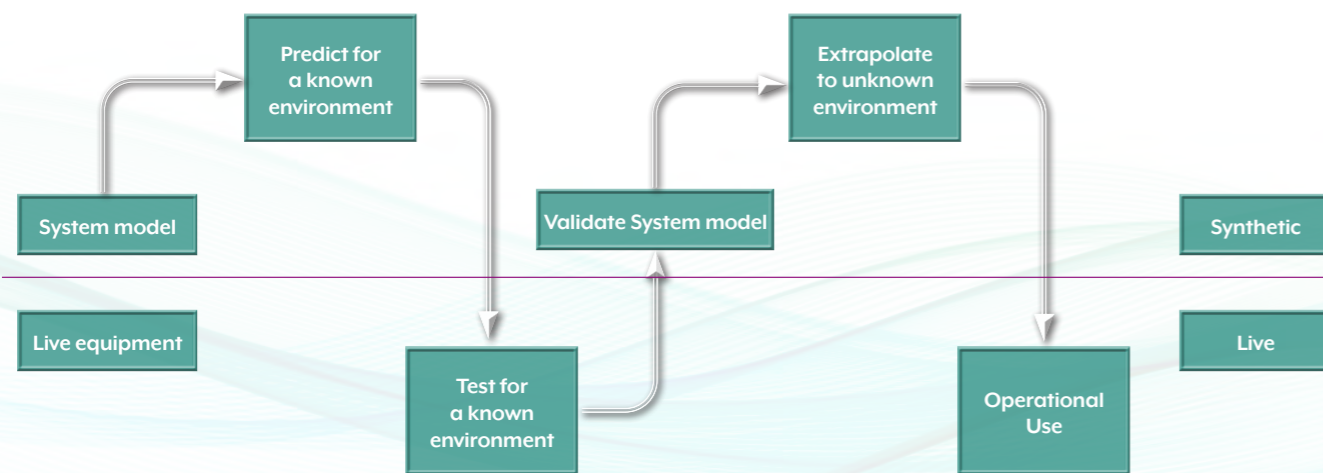 Predict for
a known
environment
Extrapolate
to unknown
environment
System model
Validate System model
Synthetic
Live equipment
Test for
a known
environment
Operational
Use
Live